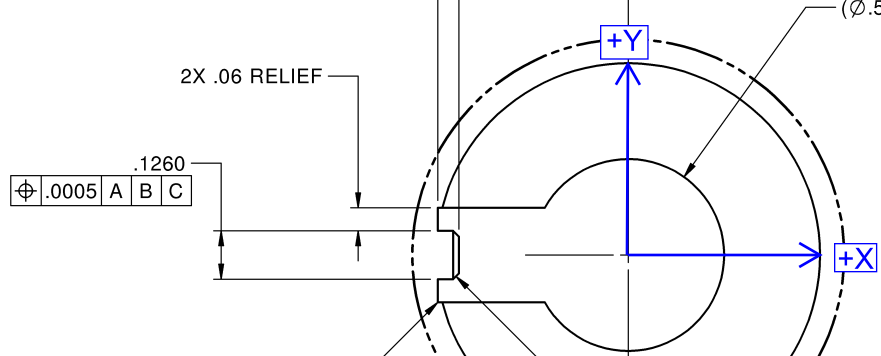 (∅.5
+Y
2X .06 RELIEF
.1260
⌖ .0005 A B C
+X